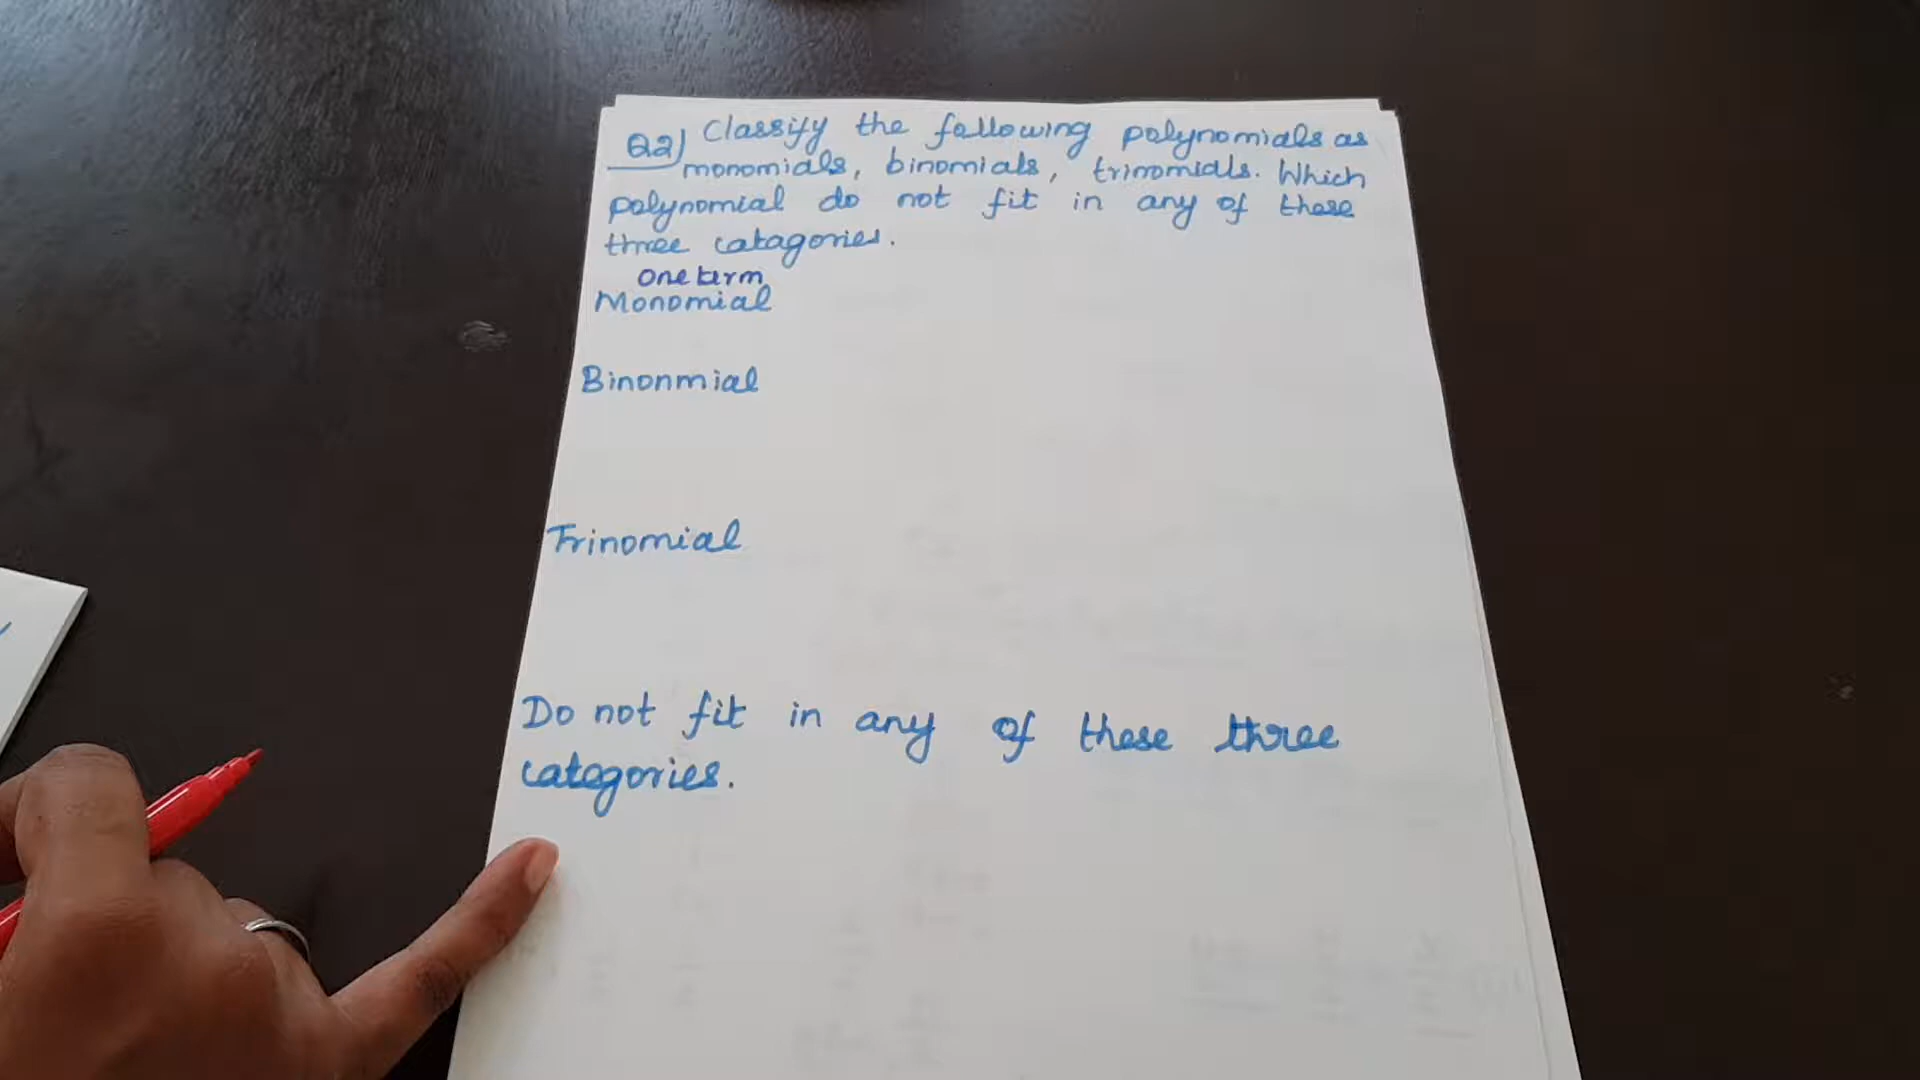 Q2) Classify the following polynomials as
monomials, binomials, trinomials. Which
polynomial do not fit in any of these
three catagories.
One term
Monomial
Binonmial
Trinomial
Do not fit in any of these three
categories.